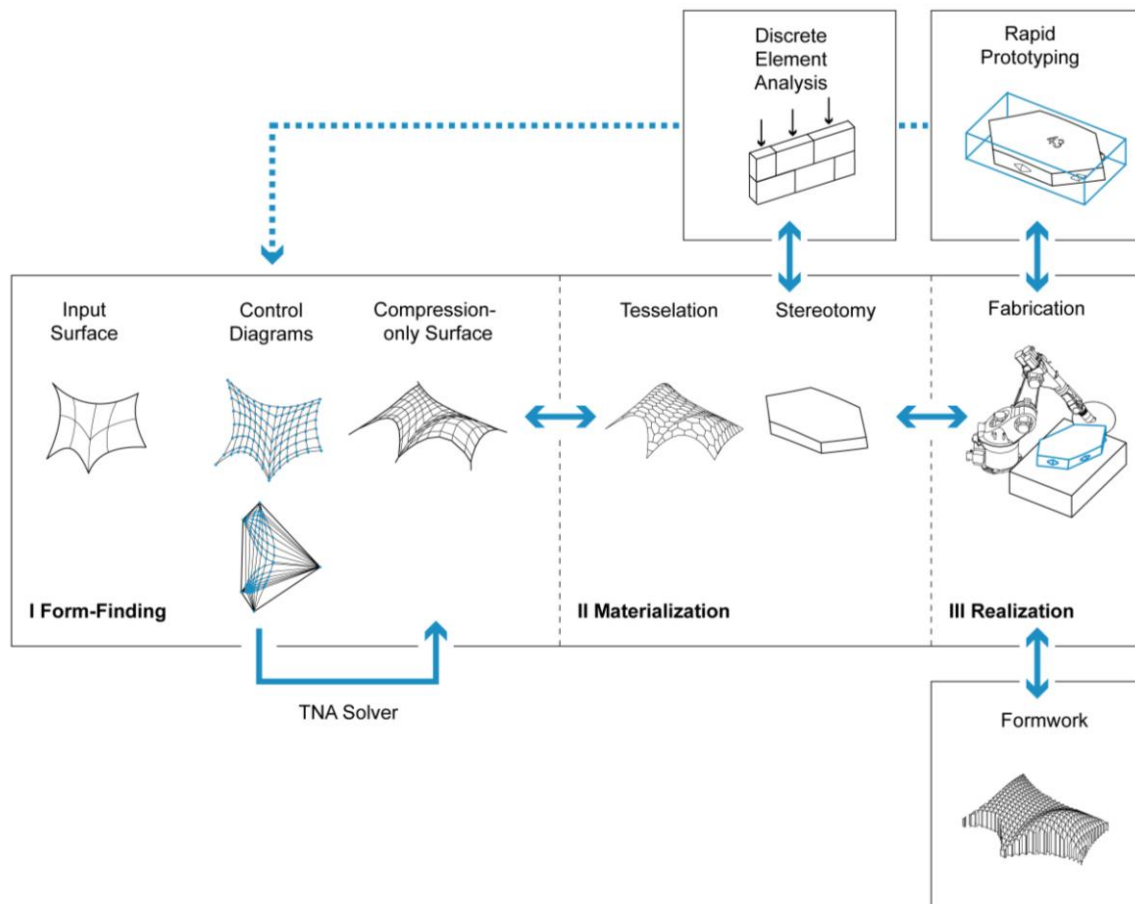 Discrete
Element
Analysis
Rapid
Prototyping
A3
Input
Surface
Control
Diagrams
Compression-
only Surface
Tesselation
Stereotomy
Fabrication
I Form-Finding
II Materialization
III Realization
TNA Solver
Formwork